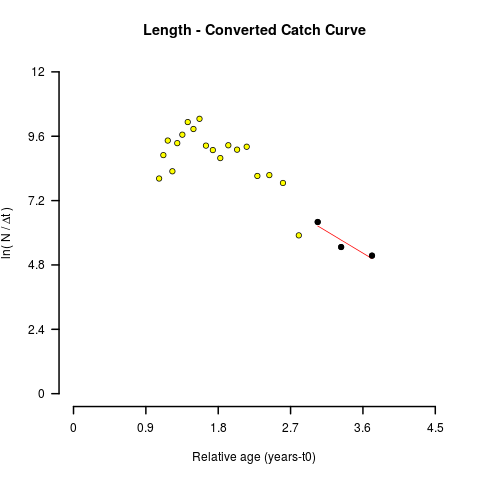 Length - Converted Catch Curve
12
9.6
7.2
4.8
2.4
0
ln( N / Δt )
0 0.9 1.8 2.7 3.6 4.5
Relative age (years-t0)